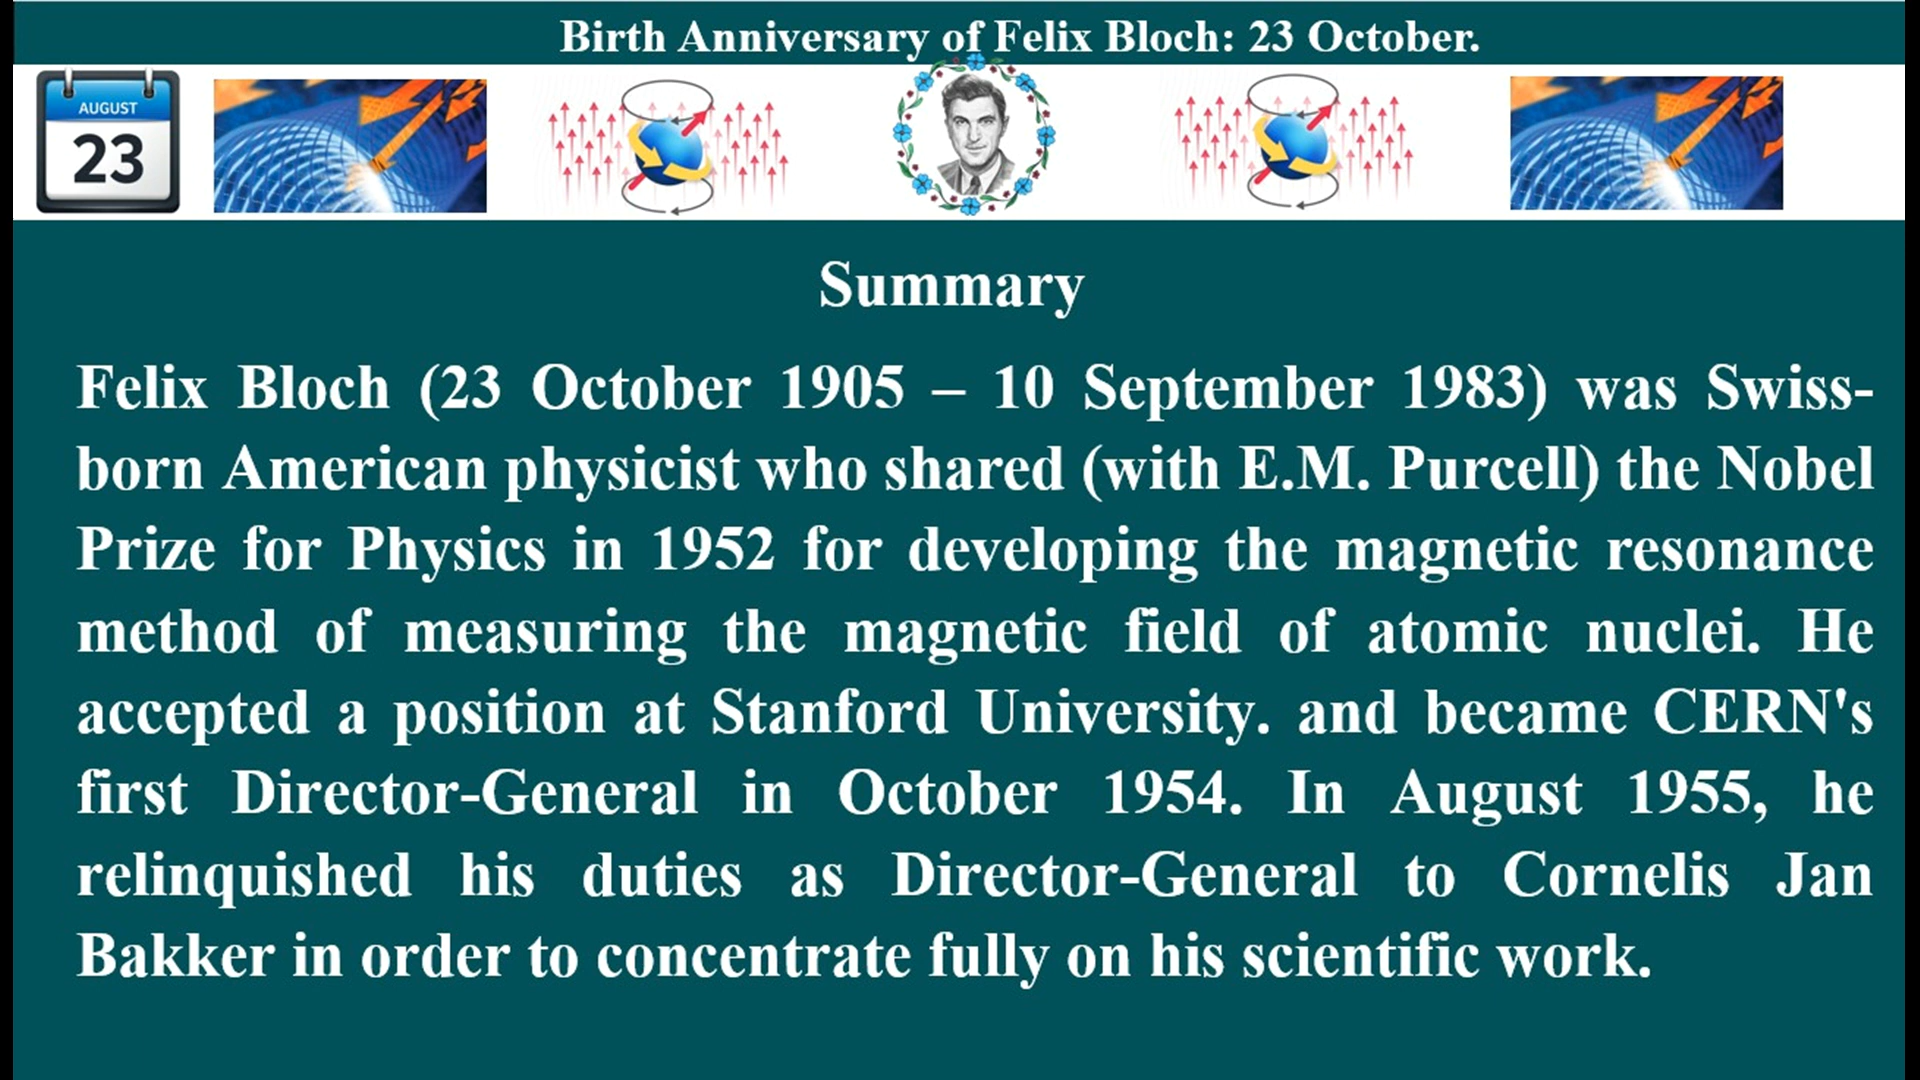 Birth Anniversary of Felix Bloch: 23 October.
AUGUST
23
Summary
Felix Bloch (23 October 1905 – 10 September 1983) was Swiss-
born American physicist who shared (with E.M. Purcell) the Nobel
Prize for Physics in 1952 for developing the magnetic resonance
method of measuring the magnetic field of atomic nuclei. He
accepted a position at Stanford University. and became CERN's
first Director-General in October 1954. In August 1955, he
relinquished his duties as Director-General to Cornelis Jan
Bakker in order to concentrate fully on his scientific work.